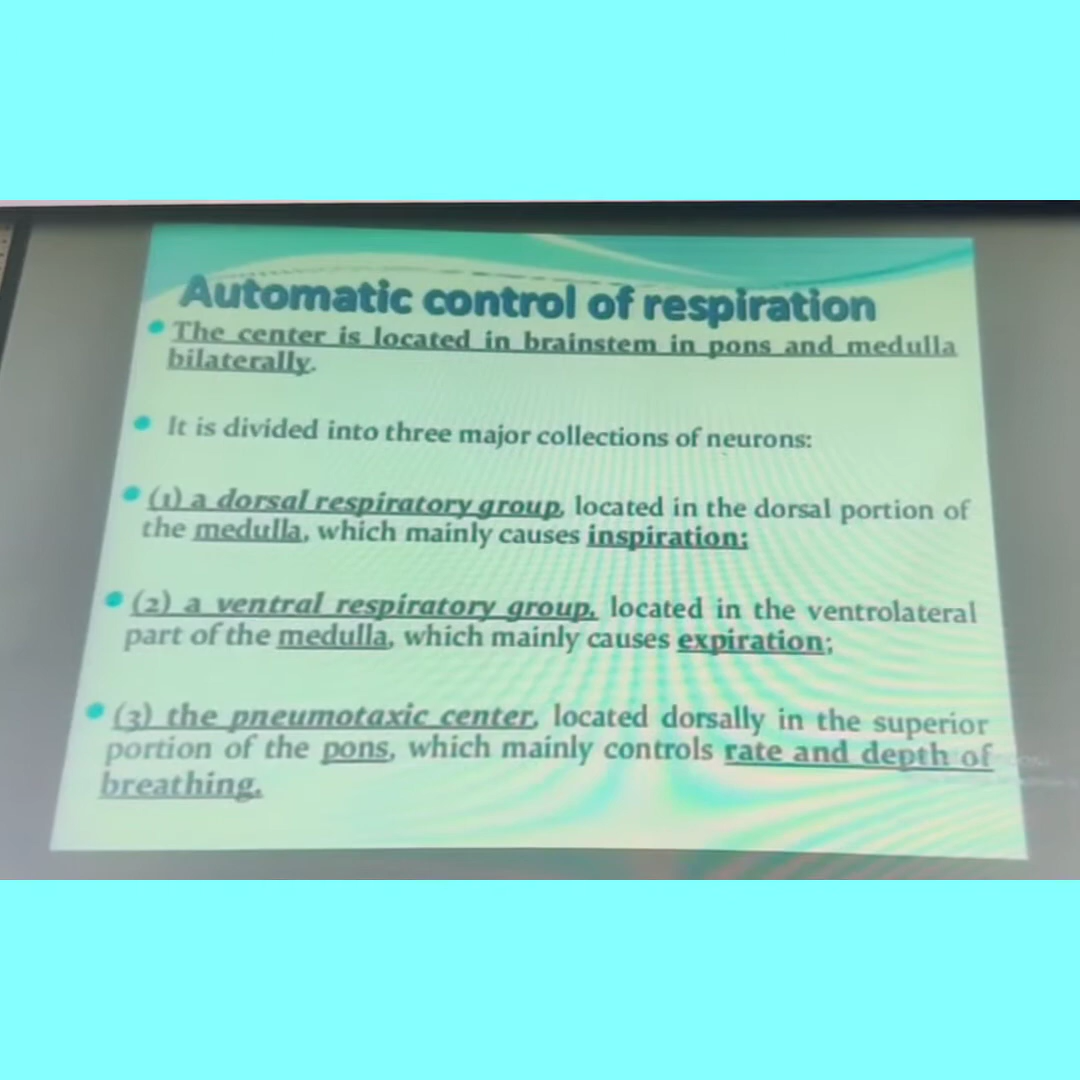 Automatic control of respiration
• The center is located in brainstem in pons and medulla
bilaterally.
• It is divided into three major collections of neurons:
• (1) a dorsal respiratory group, located in the dorsal portion of
the medulla, which mainly causes inspiration;
• (2) a ventral respiratory group, located in the ventrolateral
part of the medulla, which mainly causes expiration;
• (3) the pneumotaxic center, located dorsally in the superior
portion of the pons, which mainly controls rate and depth of
breathing.